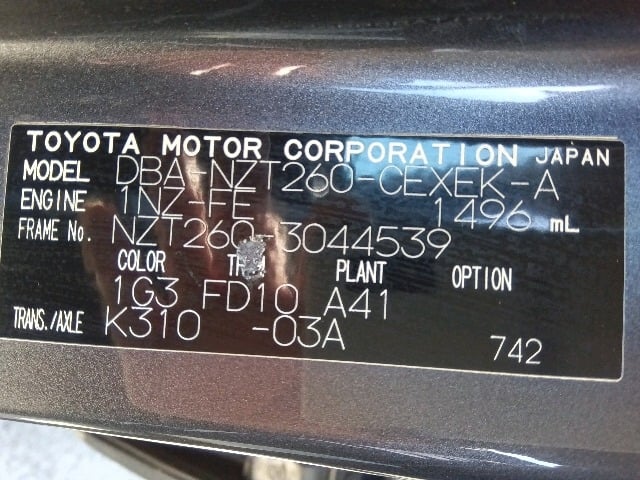 TOYOTA MOTOR CORPORATION JAPAN
MODEL DBA-NZT260-CEXEK-A
ENGINE 1NZ-FE 1496 mL
FRAME No. NZT260-3044539
COLOR TRIM PLANT OPTION
1G3 FD10 A41
TRANS./AXLE K310 -03A
742